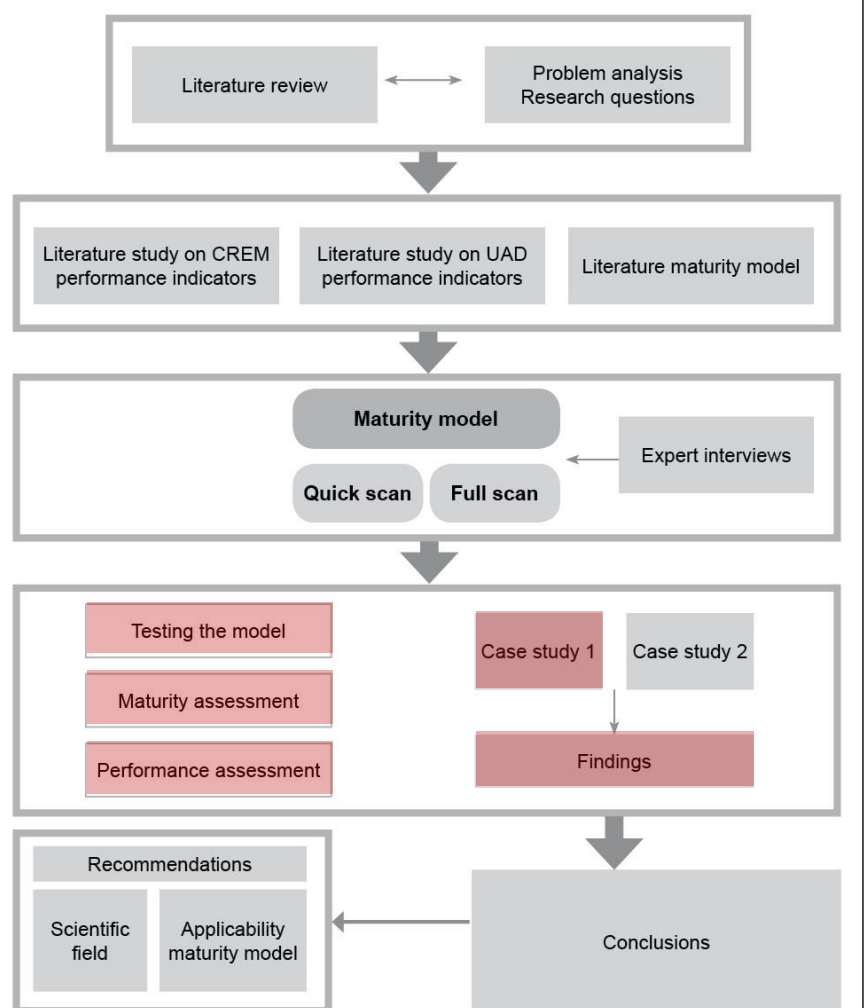 Literature review
Problem analysis
Research questions
Literature study on CREM
performance indicators
Literature study on UAD
performance indicators
Literature maturity model
Maturity model
Quick scan
Full scan
Expert interviews
Testing the model
Maturity assessment
Performance assessment
Case study 1
Case study 2
Findings
Recommendations
Scientific
field
Applicability
maturity model
Conclusions